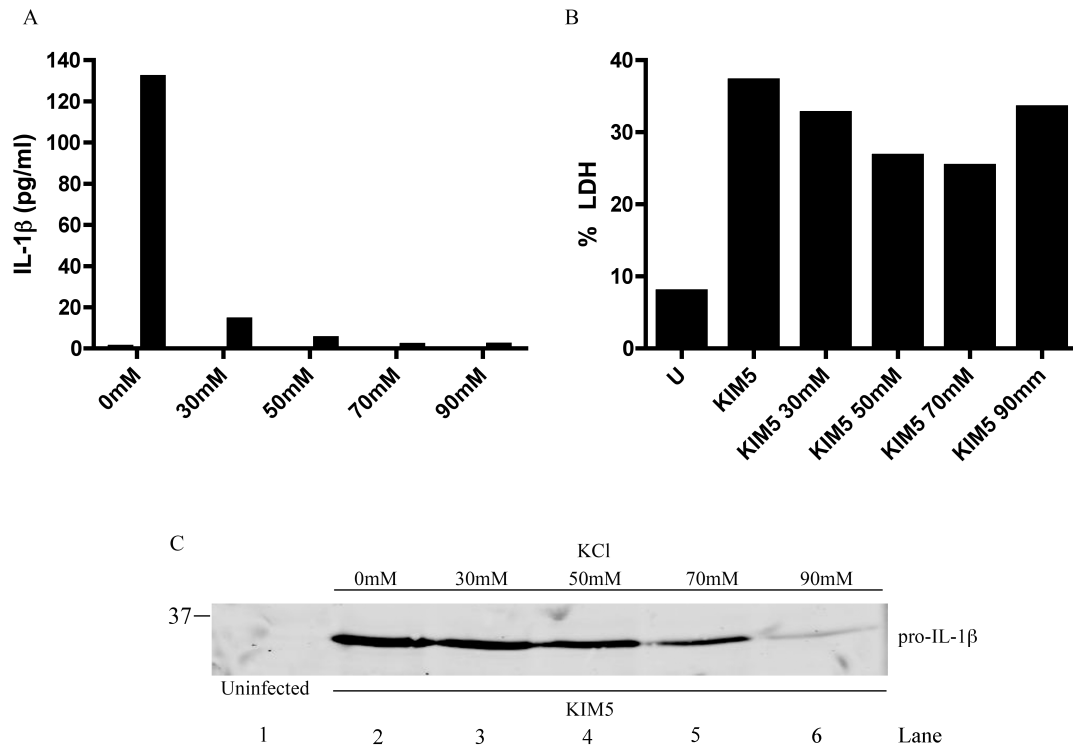 A
IL-1β (pg/ml)
140
120
100
80
60
40
20
0
0mM
30mM
50mM
70mM
90mM
B
% LDH
40
30
20
10
0
U
KIM5
KIM5 30mM
KIM5 50mM
KIM5 70mM
KIM5 90mm
C
KCl
0mM 30mM 50mM 70mM 90mM
37
pro-IL-1β
Uninfected
KIM5
1 2 3 4 5 6 Lane